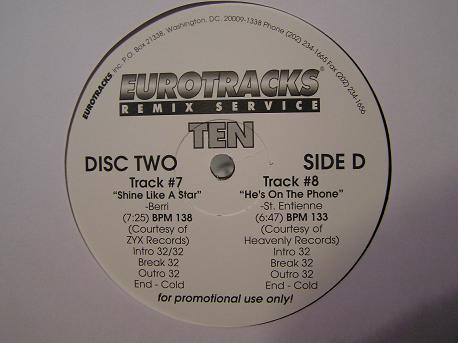 EUROTRACKS inc. P.O. Box 21338, Washington, DC. 20009-1338 Phone (202) 234-1665 Fax (202) 234-1656
EUROTRACKS®
REMIX SERVICE
TEN
DISC TWO
SIDE D
Track #7
"Shine Like A Star"
-Berri
(7:25) BPM 138
(Courtesy of
ZYX Records)
Intro 32/32
Break 32
Outro 32
End - Cold
Track #8
"He's On The Phone"
-St. Entienne
(6:47) BPM 133
(Courtesy of
Heavenly Records)
Intro 32
Break 32
Outro 32
End - Cold
for promotional use only!